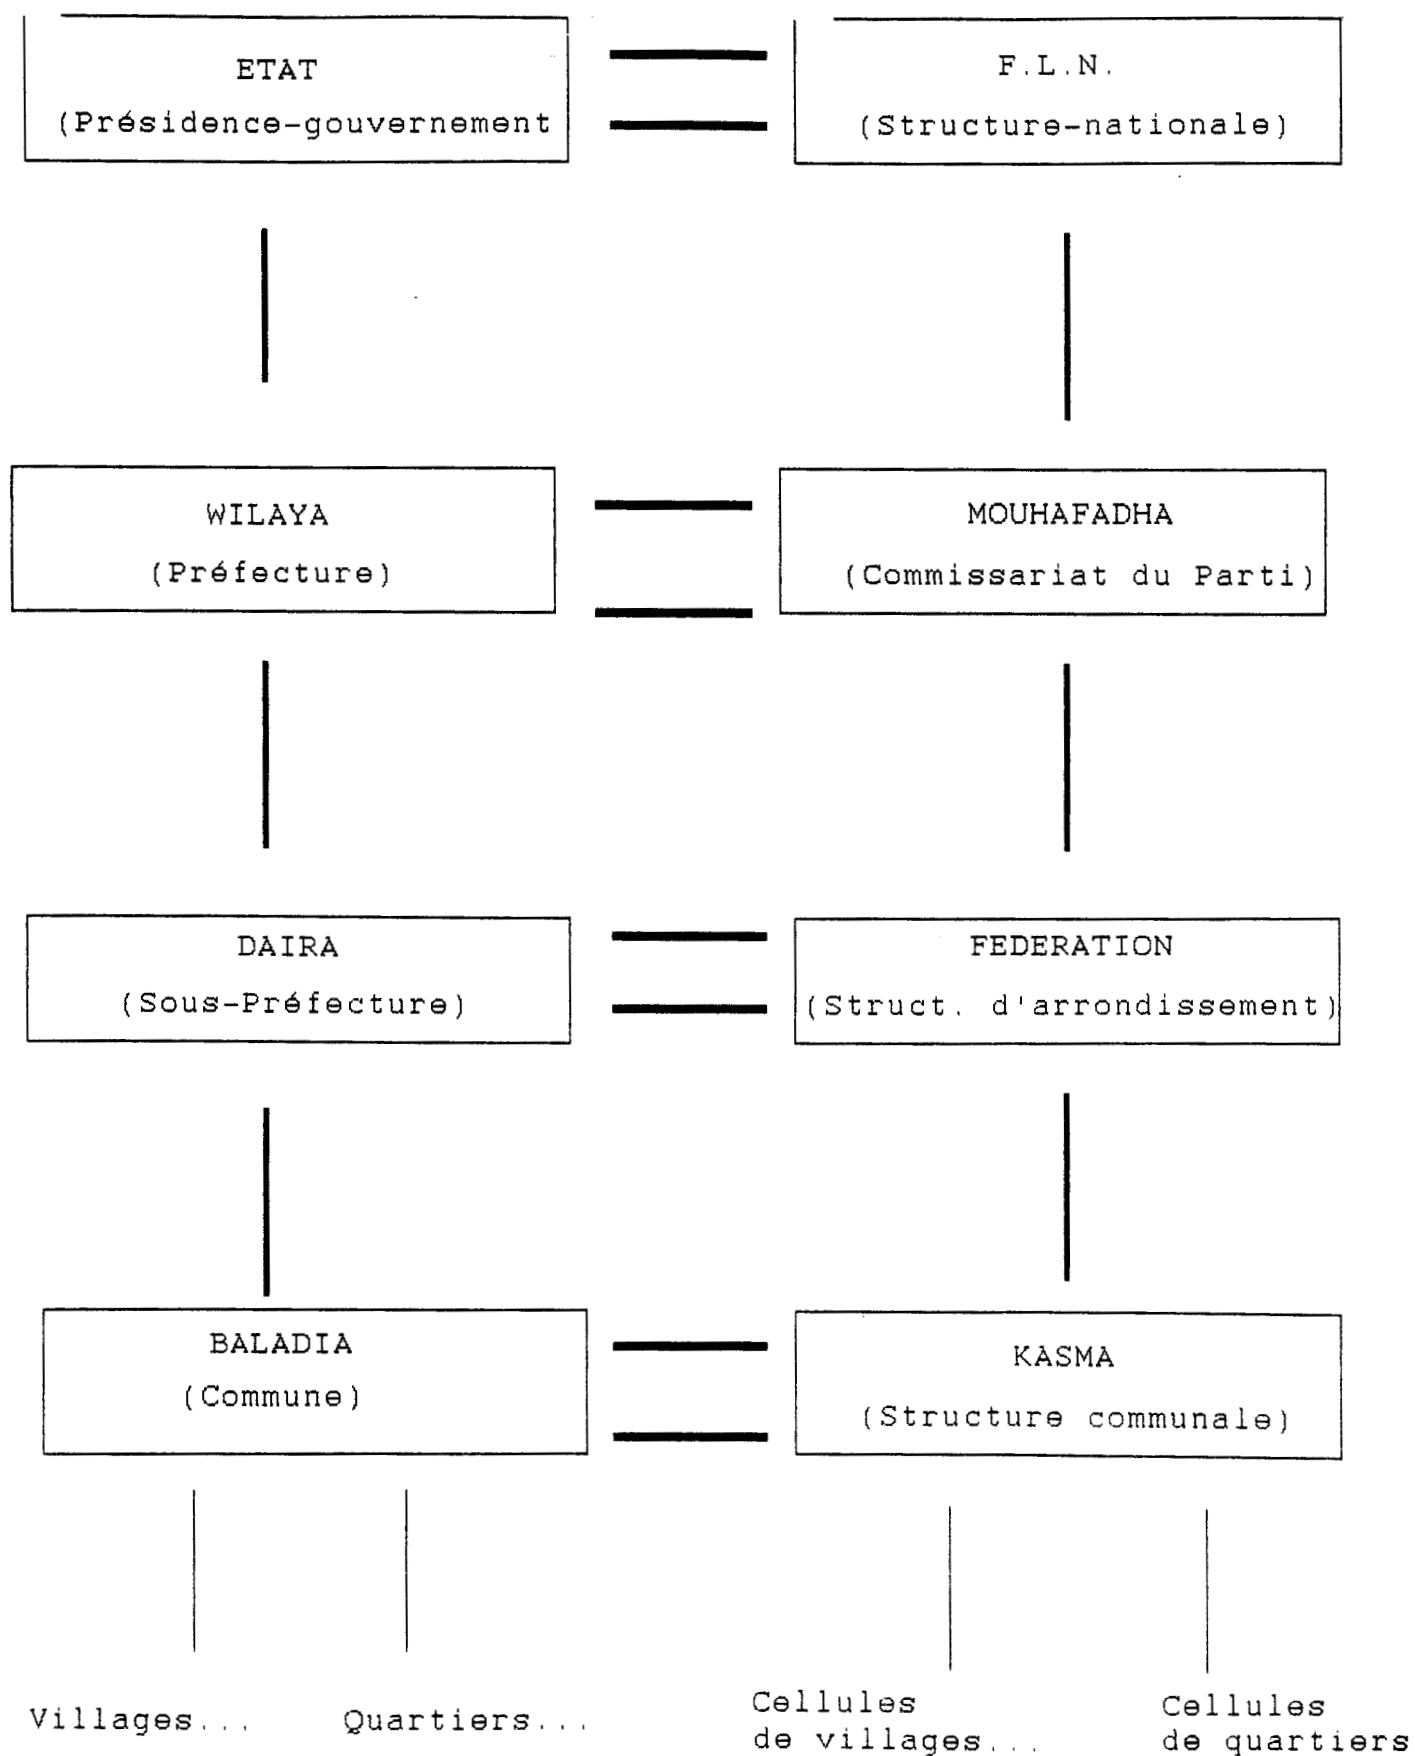 ETAT
(Présidence-gouvernement
F.L.N.
(Structure-nationale)
WILAYA
(Préfecture)
MOUHAFADHA
(Commissariat du Parti)
DAIRA
(Sous-Préfecture)
FEDERATION
(Struct. d'arrondissement)
BALADIA
(Commune)
KASMA
(Structure communale)
Villages...
Quartiers...
Cellules
de villages...
Cellules
de quartiers